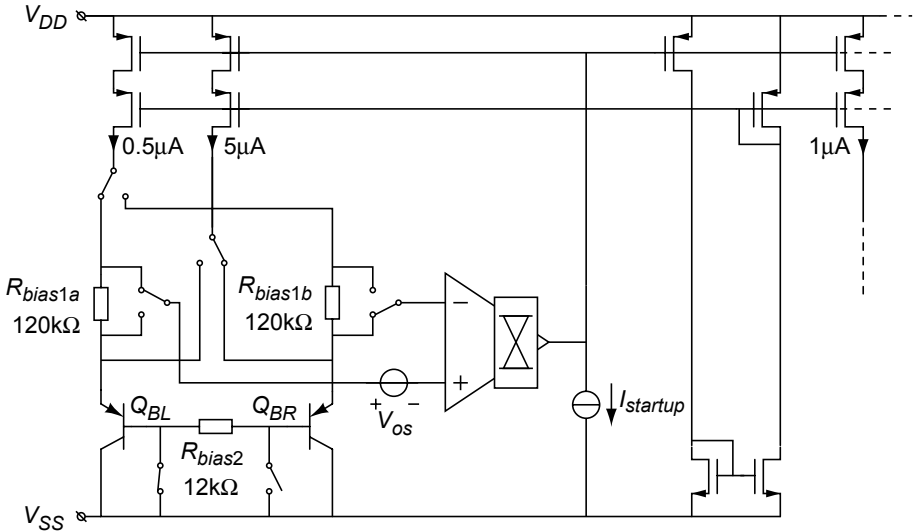 V_DD
0.5μA
5μA
1μA
R_bias1a
120kΩ
R_bias1b
120kΩ
−
+
+ −
V_os
I_startup
Q_BL
Q_BR
R_bias2
12kΩ
V_SS